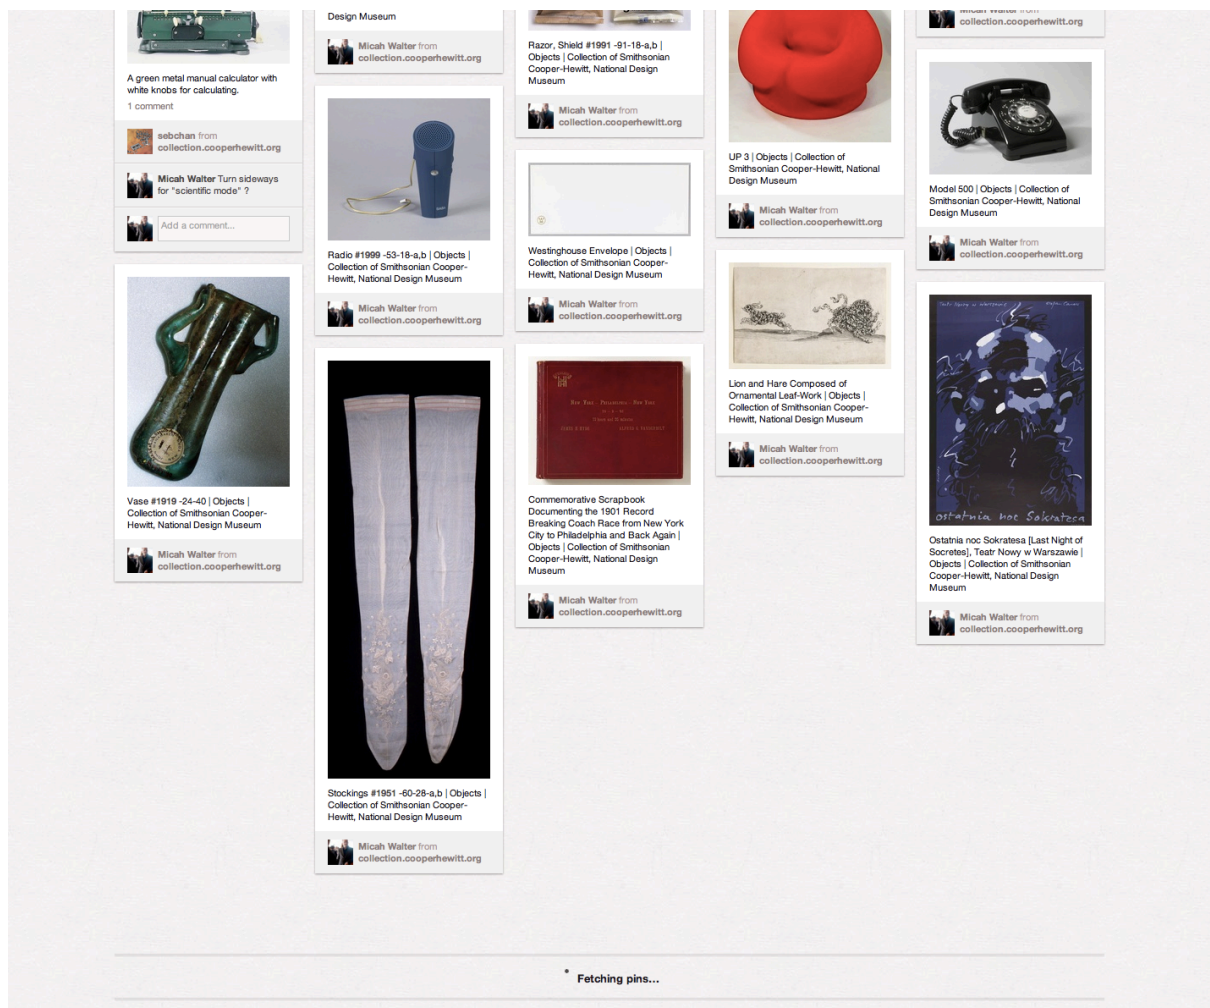 A green metal manual calculator with
white knobs for calculating.
1 comment
sebchan from
collection.cooperhewitt.org
Micah Walter Turn sideways
for "scientific mode" ?
Add a comment...
Vase #1919 -24-40 | Objects |
Collection of Smithsonian Cooper-
Hewitt, National Design Museum
Micah Walter from
collection.cooperhewitt.org
Design Museum
Micah Walter from
collection.cooperhewitt.org
Radio #1999 -53-18-a,b | Objects |
Collection of Smithsonian Cooper-
Hewitt, National Design Museum
Micah Walter from
collection.cooperhewitt.org
Stockings #1951 -60-28-a,b | Objects |
Collection of Smithsonian Cooper-
Hewitt, National Design Museum
Micah Walter from
collection.cooperhewitt.org
Razor, Shield #1991 -91-18-a,b |
Objects | Collection of Smithsonian
Cooper-Hewitt, National Design
Museum
Micah Walter from
collection.cooperhewitt.org
Westinghouse Envelope | Objects |
Collection of Smithsonian Cooper-
Hewitt, National Design Museum
Micah Walter from
collection.cooperhewitt.org
New York Philadelphia New York
Commemorative Scrapbook
Documenting the 1901 Record
Breaking Coach Race from New York
City to Philadelphia and Back Again |
Objects | Collection of Smithsonian
Cooper-Hewitt, National Design
Museum
Micah Walter from
collection.cooperhewitt.org
UP 3 | Objects | Collection of
Smithsonian Cooper-Hewitt, National
Design Museum
Micah Walter from
collection.cooperhewitt.org
Lion and Hare Composed of
Ornamental Leaf-Work | Objects |
Collection of Smithsonian Cooper-
Hewitt, National Design Museum
Micah Walter from
collection.cooperhewitt.org
Micah Walter from
collection.cooperhewitt.org
Model 500 | Objects | Collection of
Smithsonian Cooper-Hewitt, National
Design Museum
Micah Walter from
collection.cooperhewitt.org
Teatr Nowy w Warszawie
ostatnia noc Sokratesa
Ostatnia noc Sokratesa [Last Night of
Socretes], Teatr Nowy w Warszawie |
Objects | Collection of Smithsonian
Cooper-Hewitt, National Design
Museum
Micah Walter from
collection.cooperhewitt.org
Fetching pins...